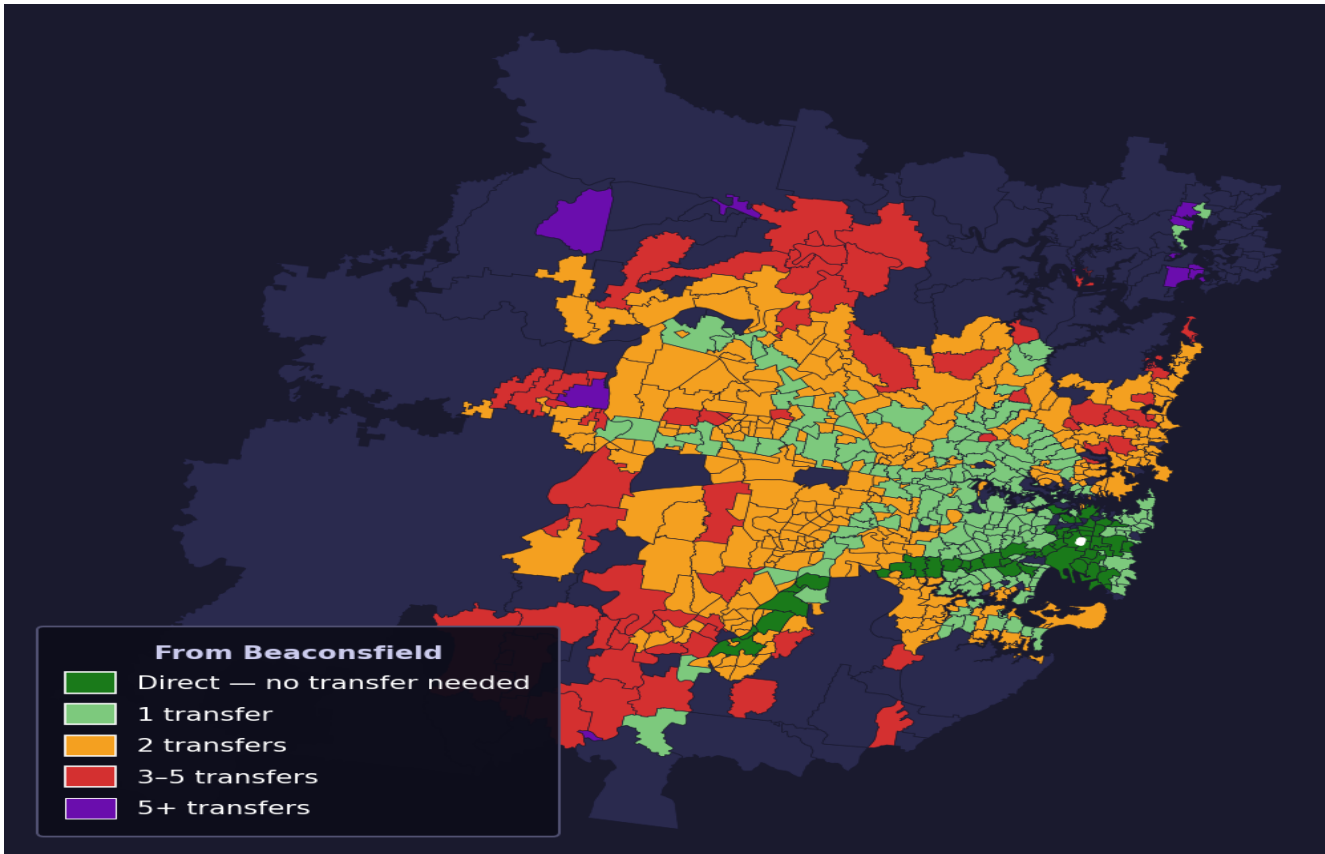 From Beaconsfield
Direct — no transfer needed
1 transfer
2 transfers
3–5 transfers
5+ transfers